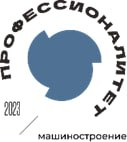 ПРОФЕССИОНАЛИТЕТ
2023
машиностроение